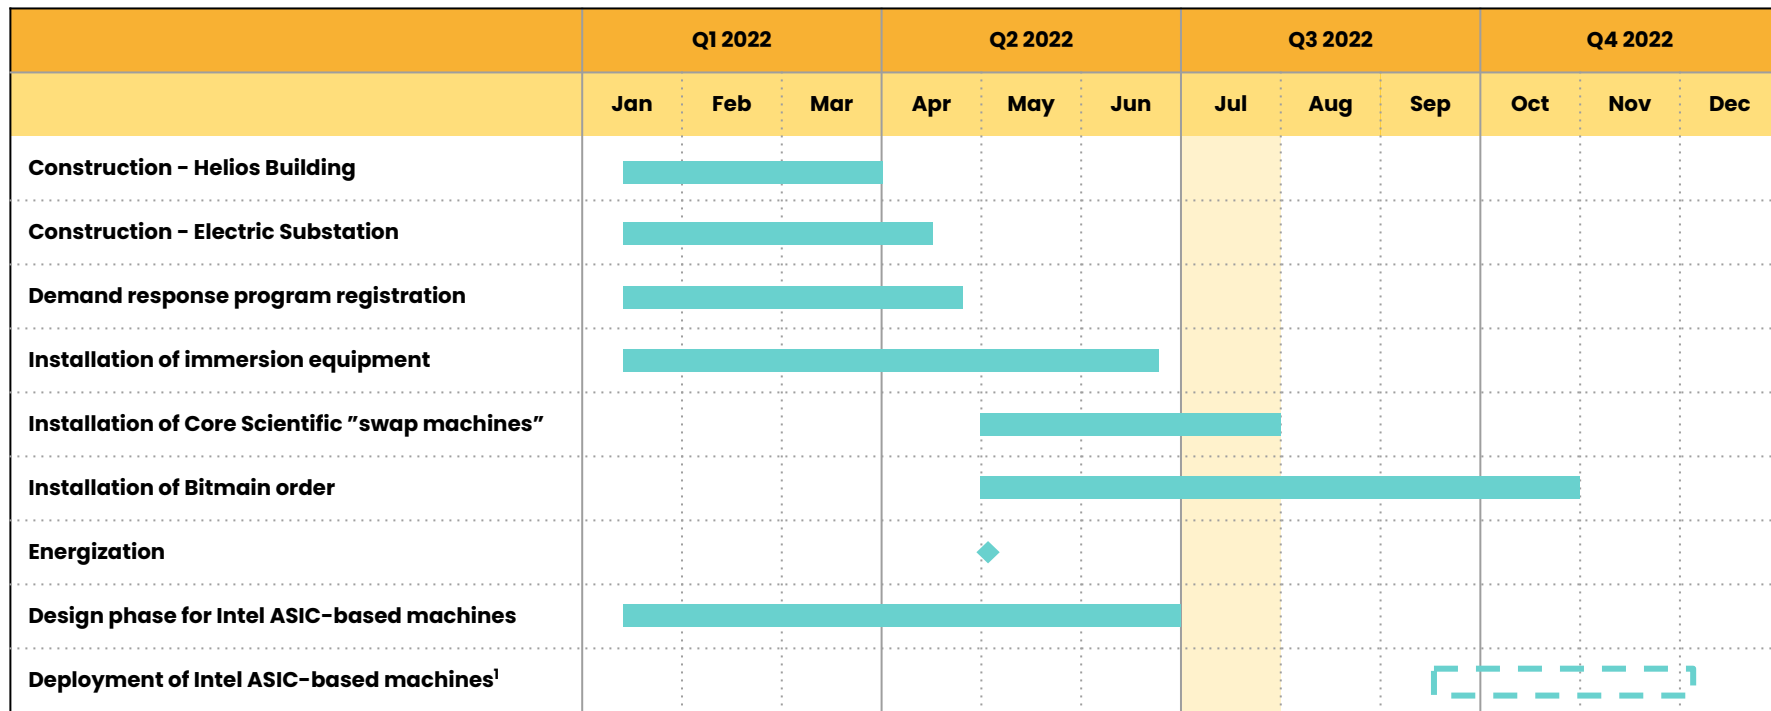 Q1 2022 Q2 2022 Q3 2022 Q4 2022
Jan Feb Mar Apr May Jun Jul Aug Sep Oct Nov Dec
Construction - Helios Building
Construction - Electric Substation
Demand response program registration
Installation of immersion equipment
Installation of Core Scientific ”swap machines”
Installation of Bitmain order
Energization
Design phase for Intel ASIC-based machines
Deployment of Intel ASIC-based machines¹